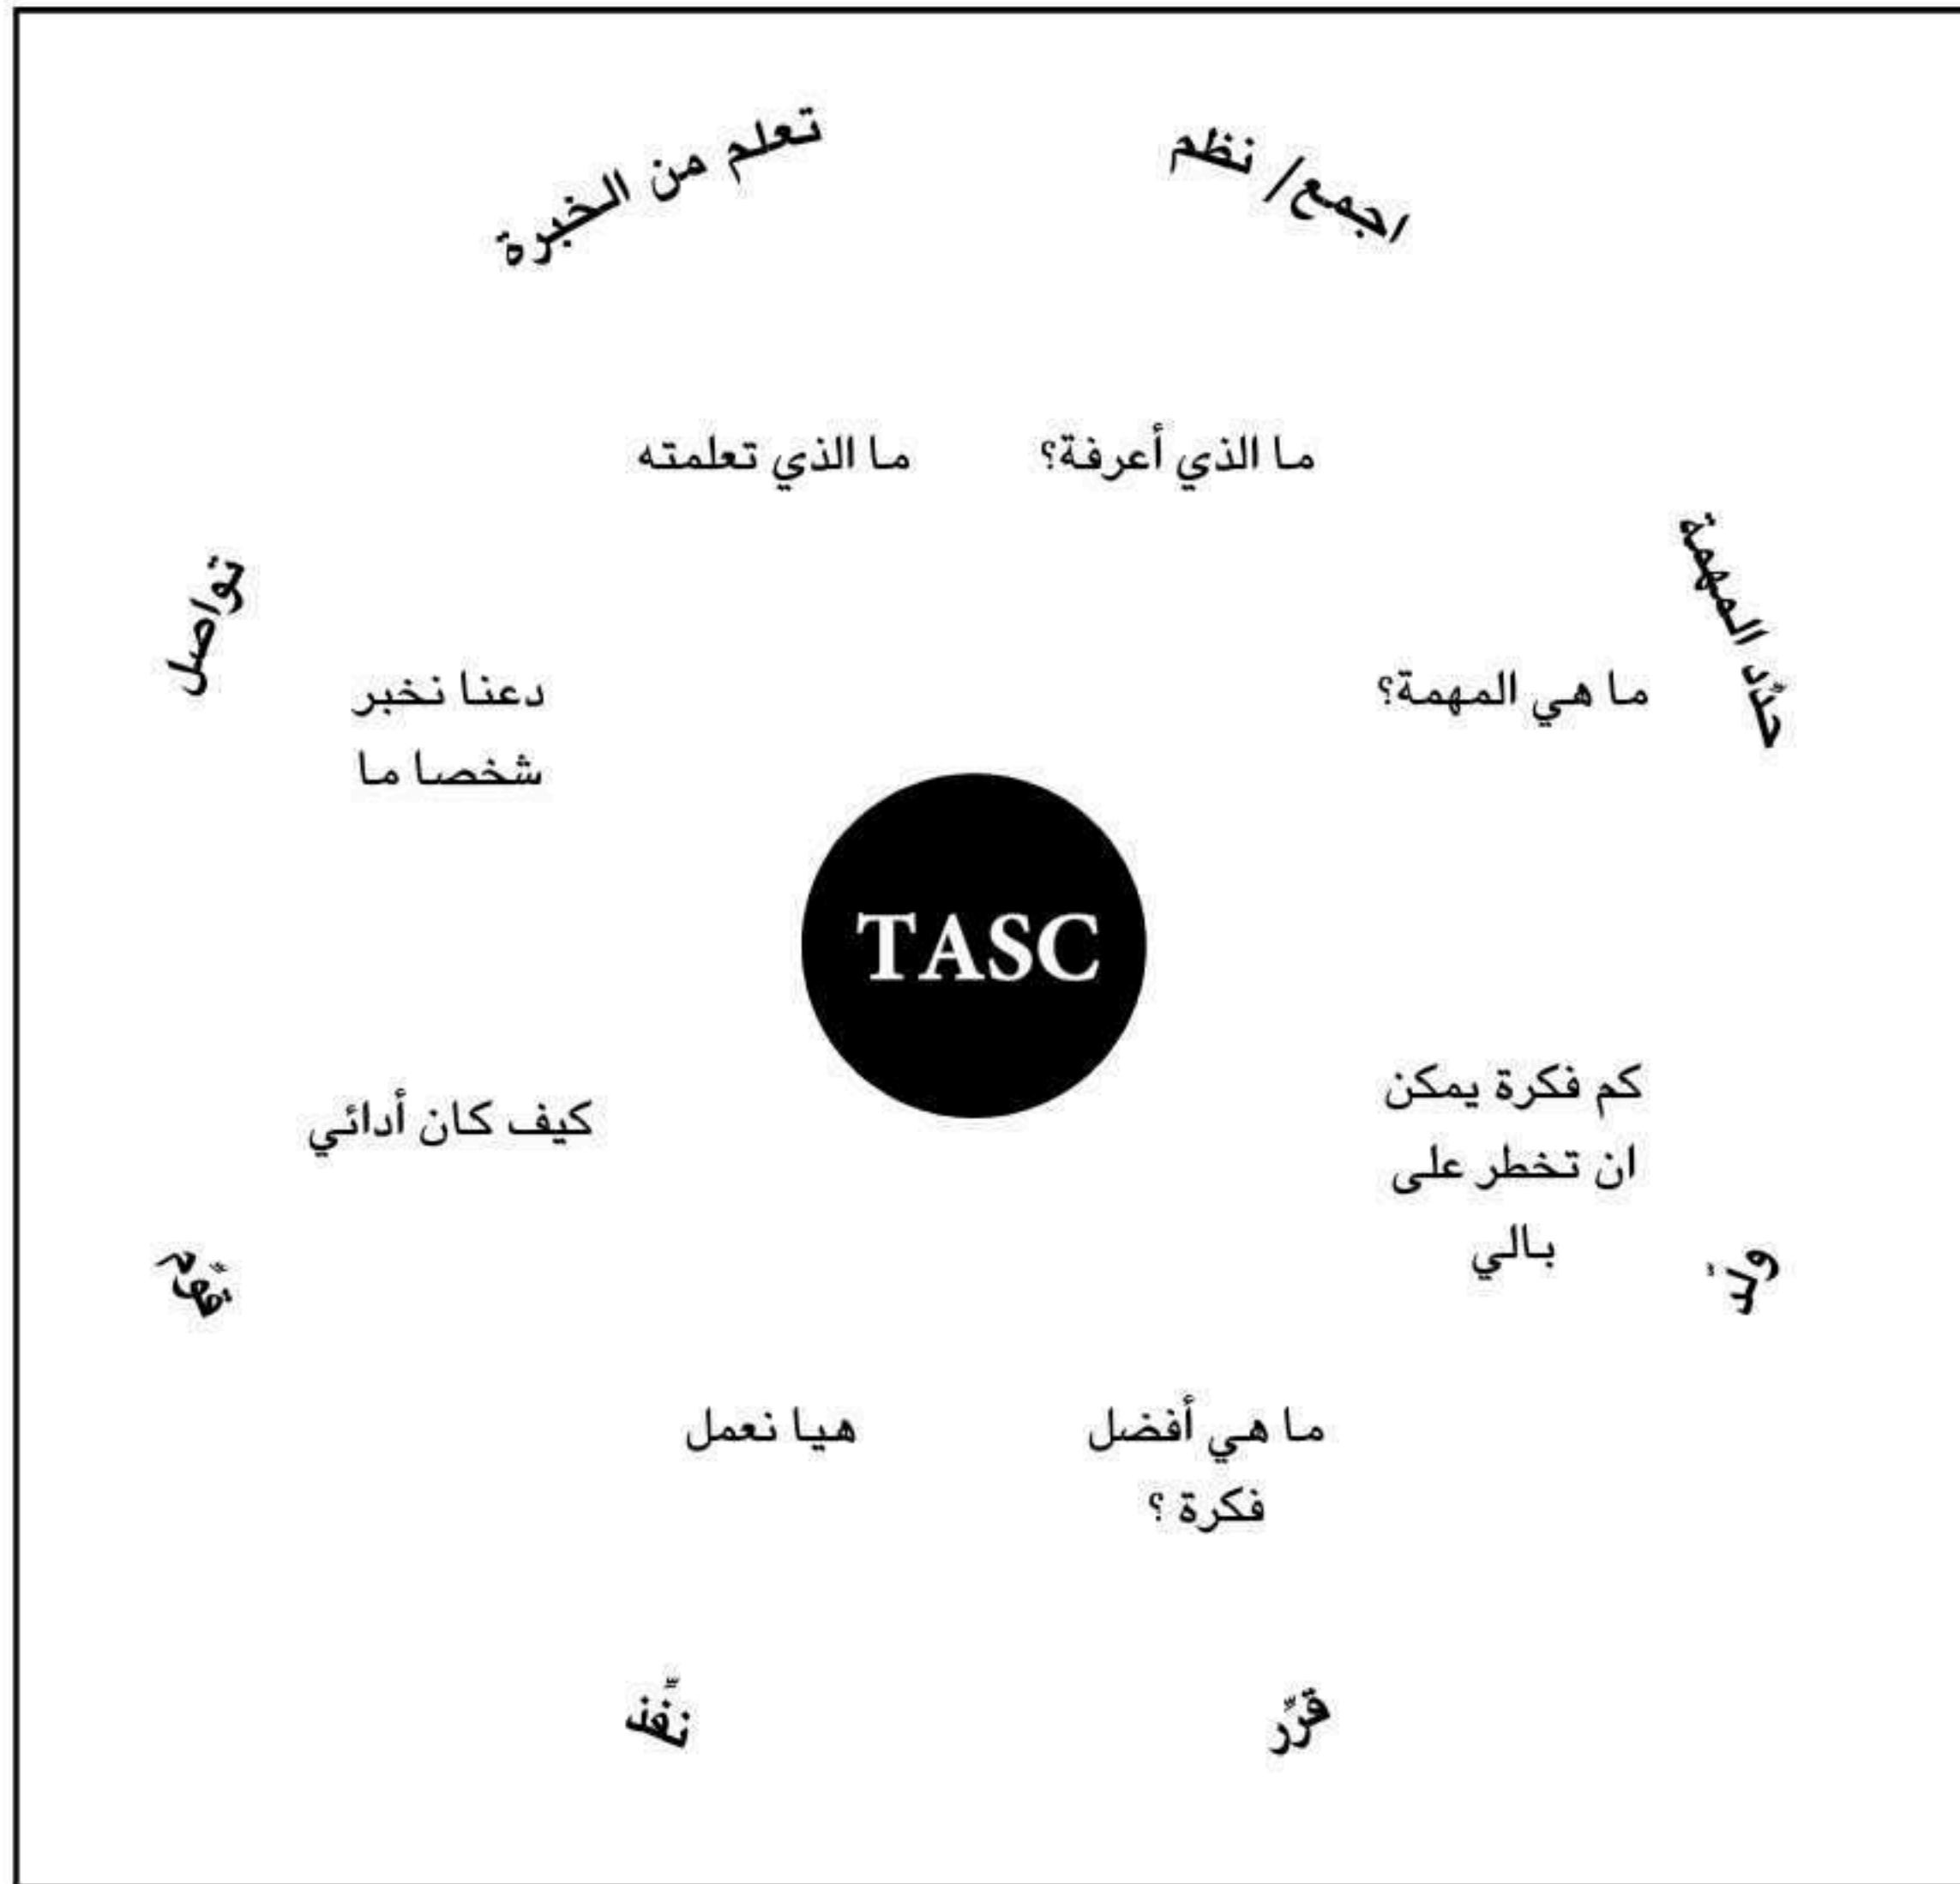 اجمع/ نظم
ما الذي أعرفة؟
حدَّد المهمة
ما هي المهمة؟
ولدّ
كم فكرة يمكن
ان تخطر على
بالي
قرِّر
ما هي أفضل
فكرة ؟
نفِّذ
هيا نعمل
كيف كان أدائي
تواصل
دعنا نخبر
شخصا ما
تعلم من الخبرة
ما الذي تعلمته
TASC